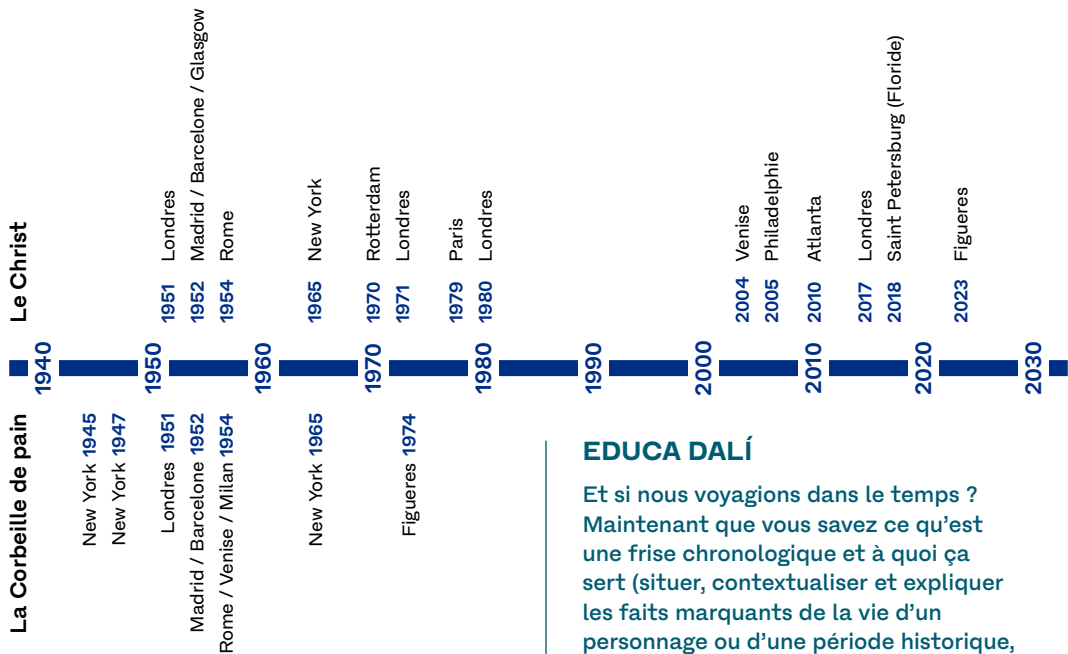 Le Christ
1951 Londres
1952 Madrid / Barcelone / Glasgow
1954 Rome
1965 New York
1970 Rotterdam
1971 Londres
1979 Paris
1980 Londres
2004 Venise
2005 Philadelphie
2010 Atlanta
2017 Londres
2018 Saint Petersburg (Floride)
2023 Figueres
1940
1950
1960
1970
1980
1990
2000
2010
2020
2030
La Corbeille de pain
New York 1945
New York 1947
Londres 1951
Madrid / Barcelone 1952
Rome / Venise / Milan 1954
New York 1965
Figueres 1974
EDUCA DALÍ
Et si nous voyagions dans le temps ?
Maintenant que vous savez ce qu'est
une frise chronologique et à quoi ça
sert (situer, contextualiser et expliquer
les faits marquants de la vie d'un
personnage ou d'une période historique,